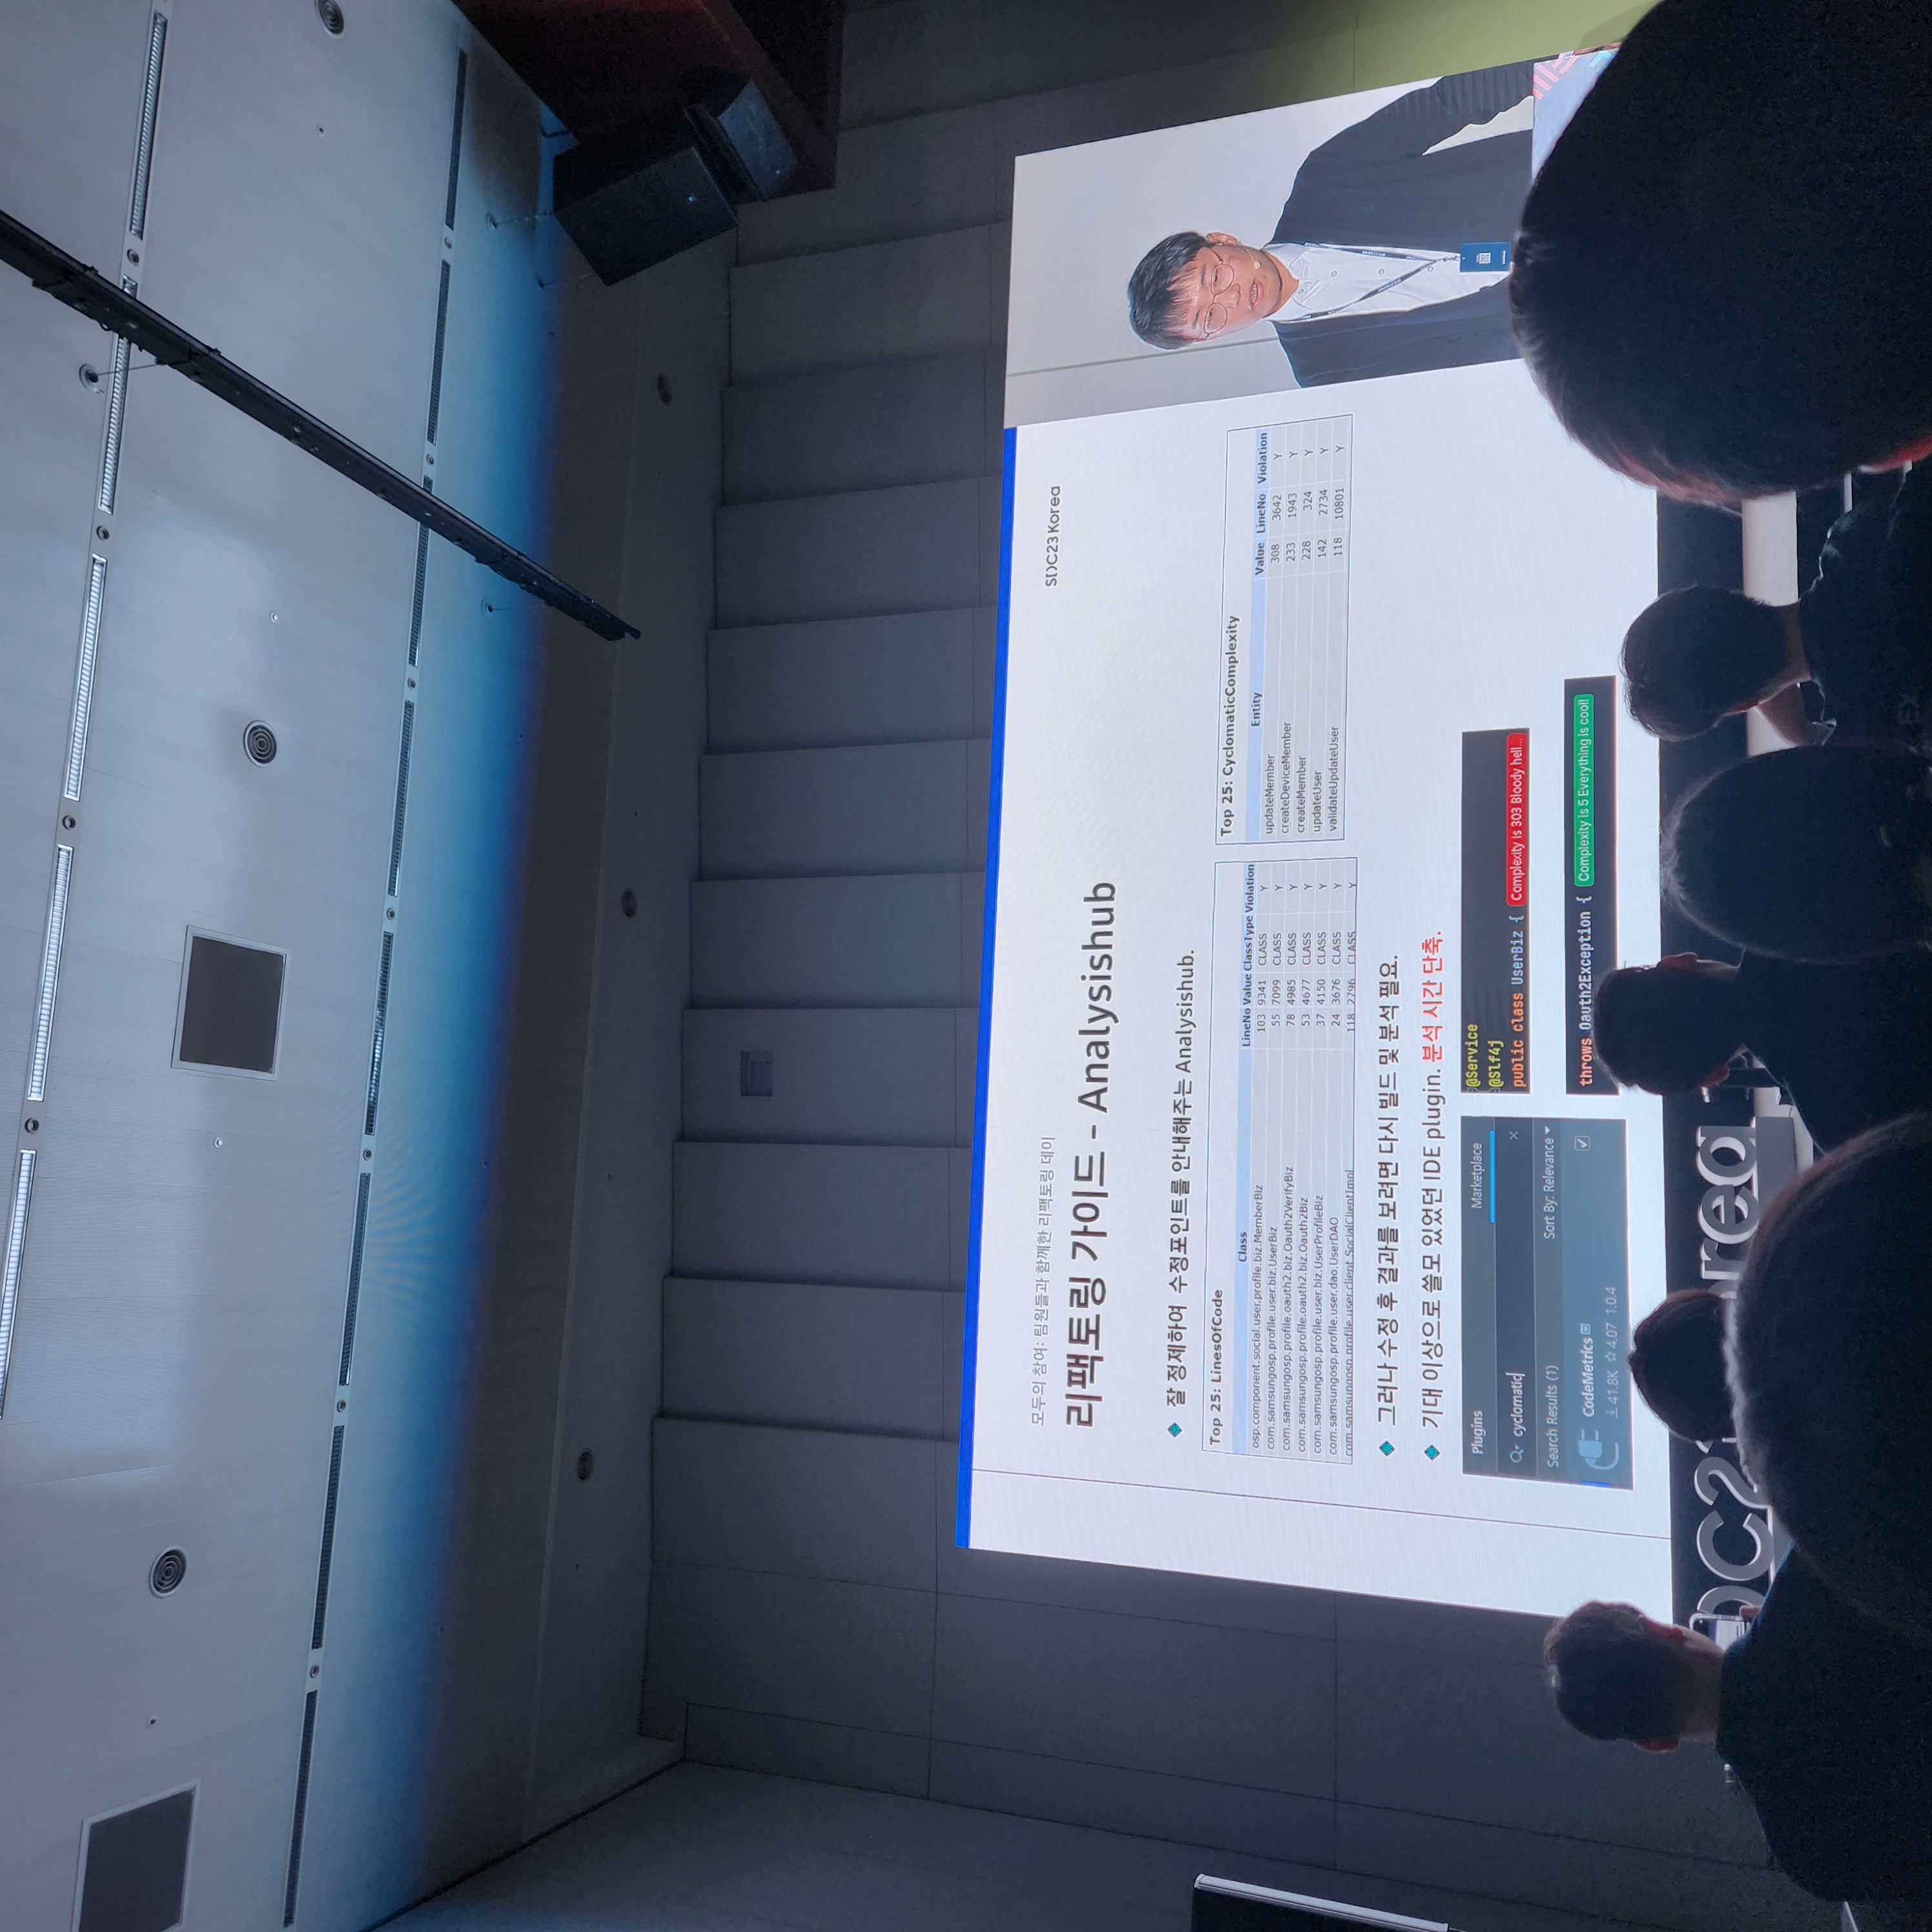 모두의 참여: 팀원들과 함께한 리팩토링 데이
SDC23 Korea
리팩토링 가이드 - Analysishub
잘 정제하여 수정포인트를 안내해주는 Analysishub.
Top 25: LinesOfCode
Class LineNo Value ClassType Violation
osp.component.social.user.profile.biz.MemberBiz 103 9341 CLASS Y
com.samsungosp.profile.user.biz.UserBiz 55 7099 CLASS Y
com.samsungosp.profile.oauth2.biz.Oauth2VerifyBiz 78 4985 CLASS Y
com.samsungosp.profile.oauth2.biz.Oauth2Biz 53 4677 CLASS Y
com.samsungosp.profile.user.biz.UserProfileBiz 37 4150 CLASS Y
com.samsungosp.profile.user.dao.UserDAO 24 3676 CLASS Y
com.samsungosp.profile.user.client.SocialClientImpl 118 2796 CLASS Y
Top 25: CyclomaticComplexity
Entity Value LineNo Violation
updateMember 308 3642 Y
createDeviceMember 233 1943 Y
createMember 228 324 Y
updateUser 142 2734 Y
validateUpdateUser 118 10801 Y
그러나 수정 후 결과를 보려면 다시 빌드 및 분석 필요.
기대 이상으로 쓸모 있었던 IDE plugin. 분석 시간 단축.
Plugins Marketplace
cyclomatic
Search Results (1) Sort By: Relevance
CodeMetrics
41.8K 4.07 1.0.4
@Service
@Slf4j
public class UserBiz { Complexity is 303 Bloody hell...
throws Oauth2Exception { Complexity is 5 Everything is cool!